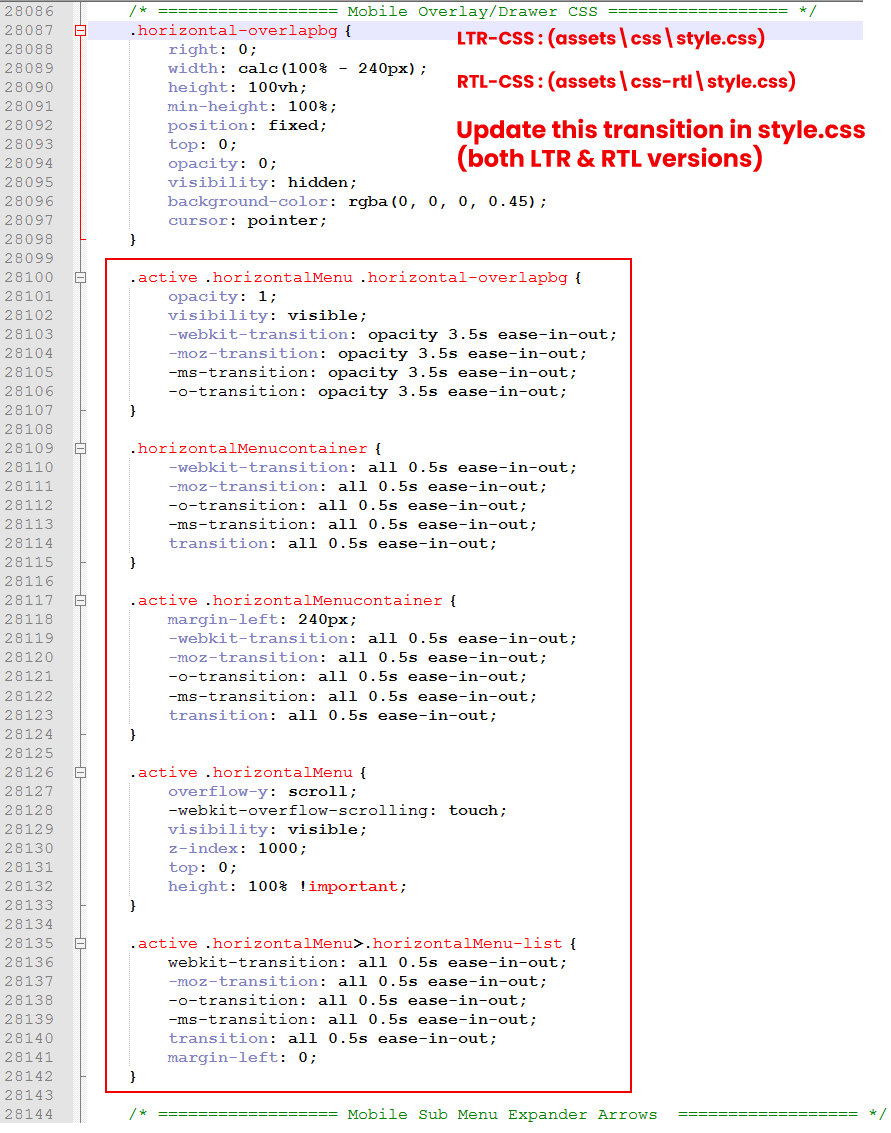 28086 /* ================== Mobile Overlay/Drawer CSS ================== */
28087 .horizontal-overlapbg {
LTR-CSS : (assets\css\style.css)
28088 right: 0;
28089 width: calc(100% - 240px);
RTL-CSS : (assets\css-rtl\style.css)
28090 height: 100vh;
28091 min-height: 100%;
28092 position: fixed;
Update this transition in style.css
28093 top: 0;
(both LTR & RTL versions)
28094 opacity: 0;
28095 visibility: hidden;
28096 background-color: rgba(0, 0, 0, 0.45);
28097 cursor: pointer;
28098 }
28099
28100 .active .horizontalMenu .horizontal-overlapbg {
28101 opacity: 1;
28102 visibility: visible;
28103 -webkit-transition: opacity 3.5s ease-in-out;
28104 -moz-transition: opacity 3.5s ease-in-out;
28105 -ms-transition: opacity 3.5s ease-in-out;
28106 -o-transition: opacity 3.5s ease-in-out;
28107 }
28108
28109 .horizontalMenucontainer {
28110 -webkit-transition: all 0.5s ease-in-out;
28111 -moz-transition: all 0.5s ease-in-out;
28112 -o-transition: all 0.5s ease-in-out;
28113 -ms-transition: all 0.5s ease-in-out;
28114 transition: all 0.5s ease-in-out;
28115 }
28116
28117 .active .horizontalMenucontainer {
28118 margin-left: 240px;
28119 -webkit-transition: all 0.5s ease-in-out;
28120 -moz-transition: all 0.5s ease-in-out;
28121 -o-transition: all 0.5s ease-in-out;
28122 -ms-transition: all 0.5s ease-in-out;
28123 transition: all 0.5s ease-in-out;
28124 }
28125
28126 .active .horizontalMenu {
28127 overflow-y: scroll;
28128 -webkit-overflow-scrolling: touch;
28129 visibility: visible;
28130 z-index: 1000;
28131 top: 0;
28132 height: 100% !important;
28133 }
28134
28135 .active .horizontalMenu>.horizontalMenu-list {
28136 webkit-transition: all 0.5s ease-in-out;
28137 -moz-transition: all 0.5s ease-in-out;
28138 -o-transition: all 0.5s ease-in-out;
28139 -ms-transition: all 0.5s ease-in-out;
28140 transition: all 0.5s ease-in-out;
28141 margin-left: 0;
28142 }
28143
28144 /* ================== Mobile Sub Menu Expander Arrows ================== */